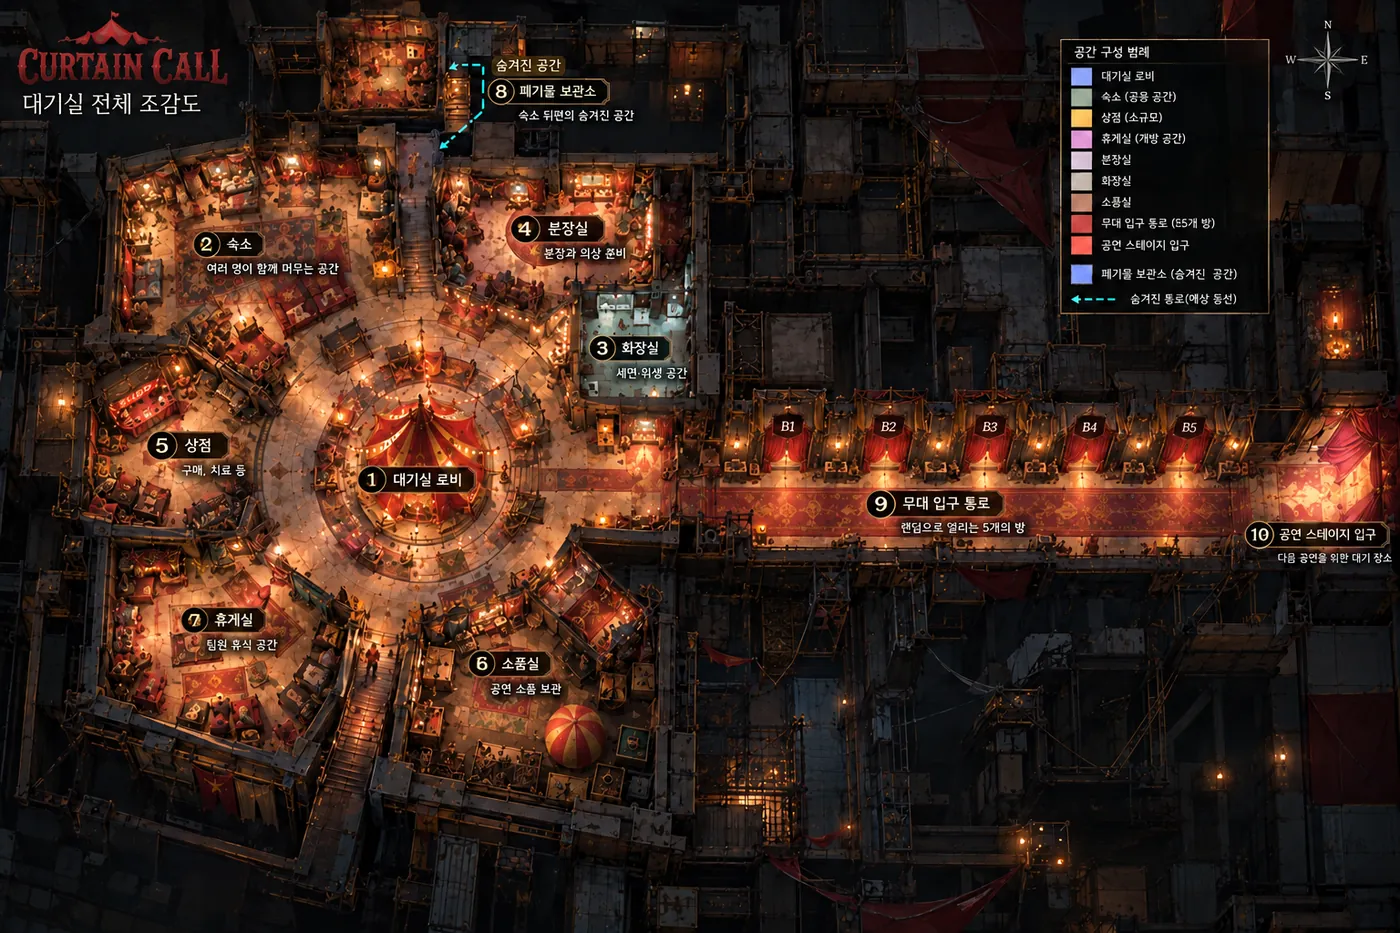 CURTAIN CALL
대기실 전체 조감도
숨겨진 공간
8 폐기물 보관소
숙소 뒤편의 숨겨진 공간
2 숙소
여러 명이 함께 머무는 공간
4 분장실
분장과 의상 준비
3 화장실
세면·위생 공간
5 상점
구매, 치료 등
1 대기실 로비
7 휴게실
팀원 휴식 공간
6 소품실
공연 소품 보관
B1
B2
B3
B4
B5
9 무대 입구 통로
랜덤으로 열리는 5개의 방
10 공연 스테이지 입구
다음 공연을 위한 대기 장소
공간 구성 범례
대기실 로비
숙소 (공용 공간)
상점 (소규모)
휴게실 (개방 공간)
분장실
화장실
소품실
무대 입구 통로 (B5개 방)
공연 스테이지 입구
폐기물 보관소 (숨겨진 공간)
숨겨진 통로(예상 동선)
N
W
E
S